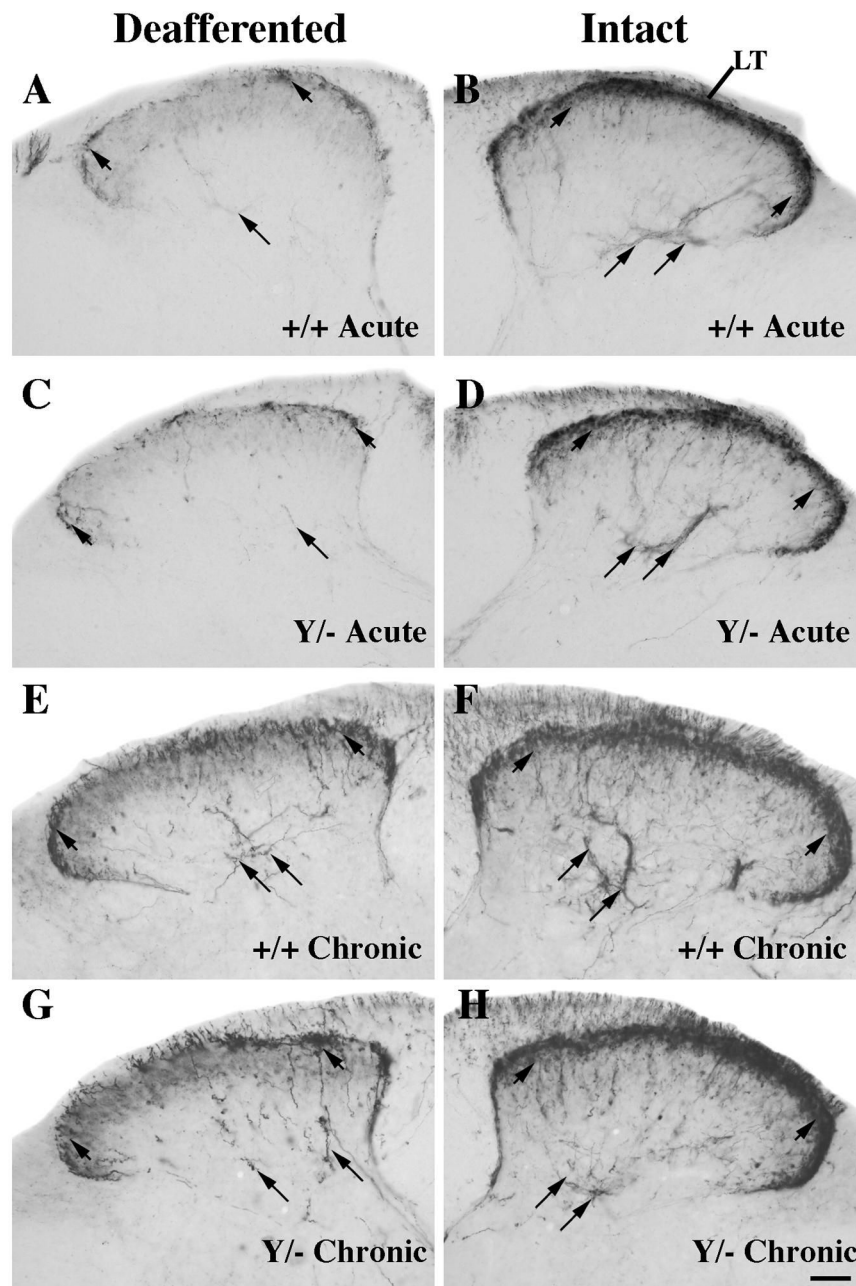 Deafferented Intact
A B LT
+/+ Acute +/+ Acute
C D
Y/- Acute Y/- Acute
E F
+/+ Chronic +/+ Chronic
G H
Y/- Chronic Y/- Chronic